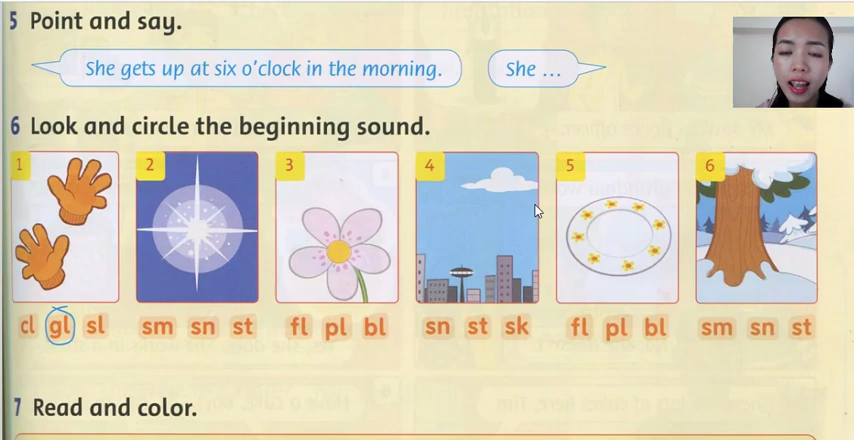 5 Point and say.
She gets up at six o'clock in the morning. She ...
6 Look and circle the beginning sound.
1 2 3 4 5 6
cl gl sl sm sn st fl pl bl sn st sk fl pl bl sm sn st
7 Read and color.